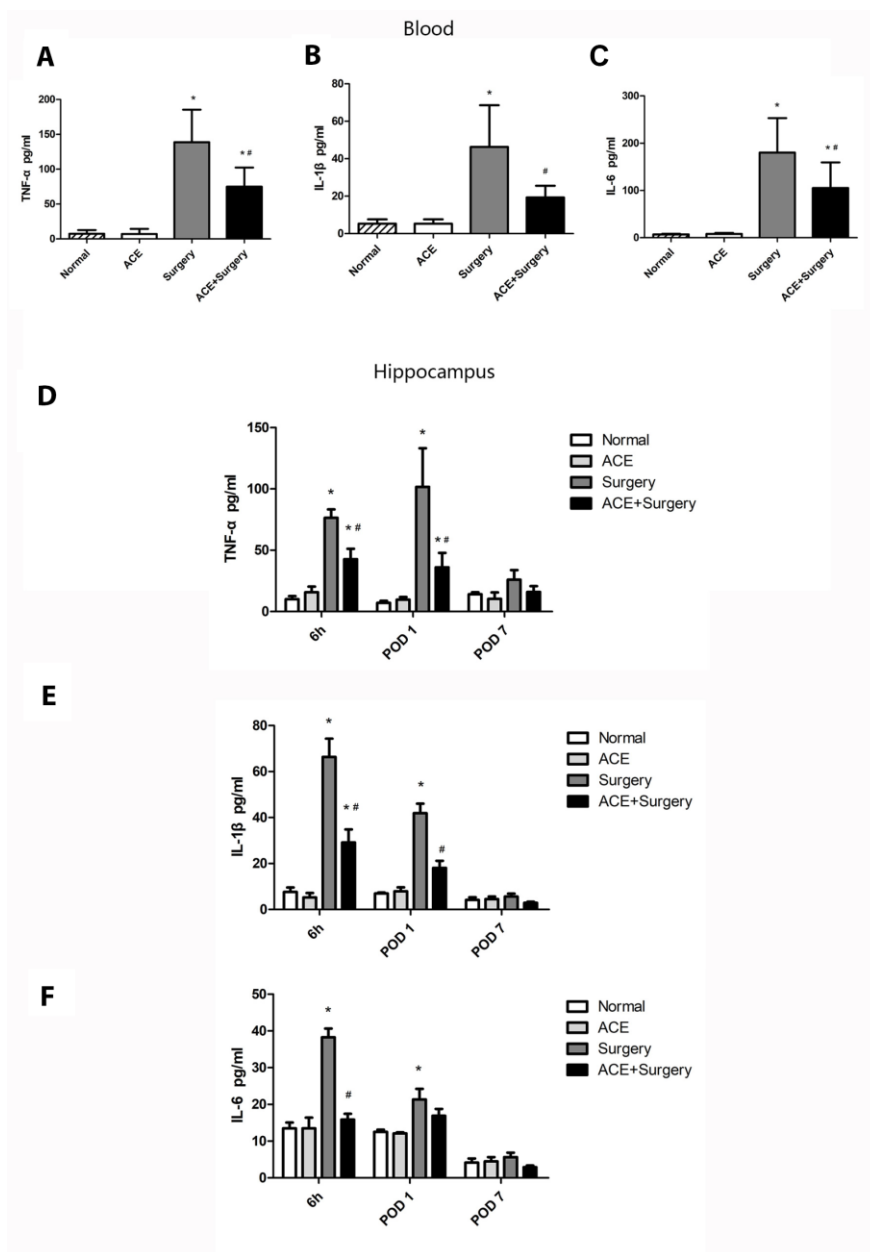 Blood
A
TNF-α pg/ml
200
150
100
50
0
*
* #
Normal
ACE
Surgery
ACE+Surgery
B
IL-1β pg/ml
80
60
40
20
0
*
#
Normal
ACE
Surgery
ACE+Surgery
C
IL-6 pg/ml
300
200
100
0
*
* #
Normal
ACE
Surgery
ACE+Surgery
Hippocampus
D
TNF-α pg/ml
150
100
50
0
*
* #
*
* #
6h
POD 1
POD 7
Normal
ACE
Surgery
ACE+Surgery
E
IL-1β pg/ml
80
60
40
20
0
*
* #
*
#
6h
POD 1
POD 7
Normal
ACE
Surgery
ACE+Surgery
F
IL-6 pg/ml
50
40
30
20
10
0
*
#
*
6h
POD 1
POD 7
Normal
ACE
Surgery
ACE+Surgery